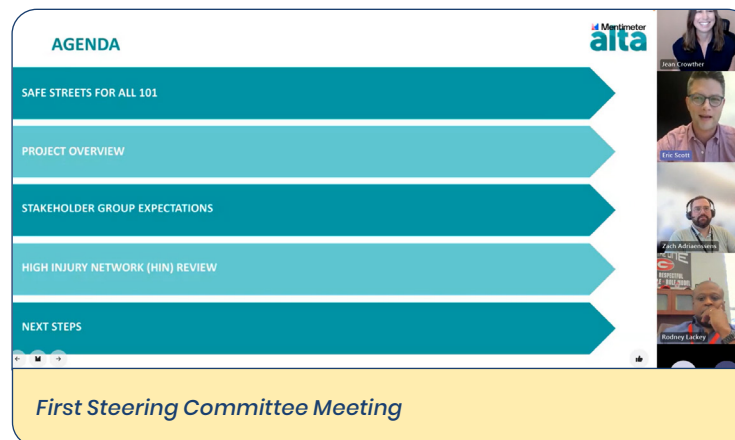 AGENDA
Mentimeter
alta
SAFE STREETS FOR ALL 101
PROJECT OVERVIEW
STAKEHOLDER GROUP EXPECTATIONS
HIGH INJURY NETWORK (HIN) REVIEW
NEXT STEPS
Jean Crowther
Eric Scott
Zach Adriaenssens
Rodney Lackey
First Steering Committee Meeting